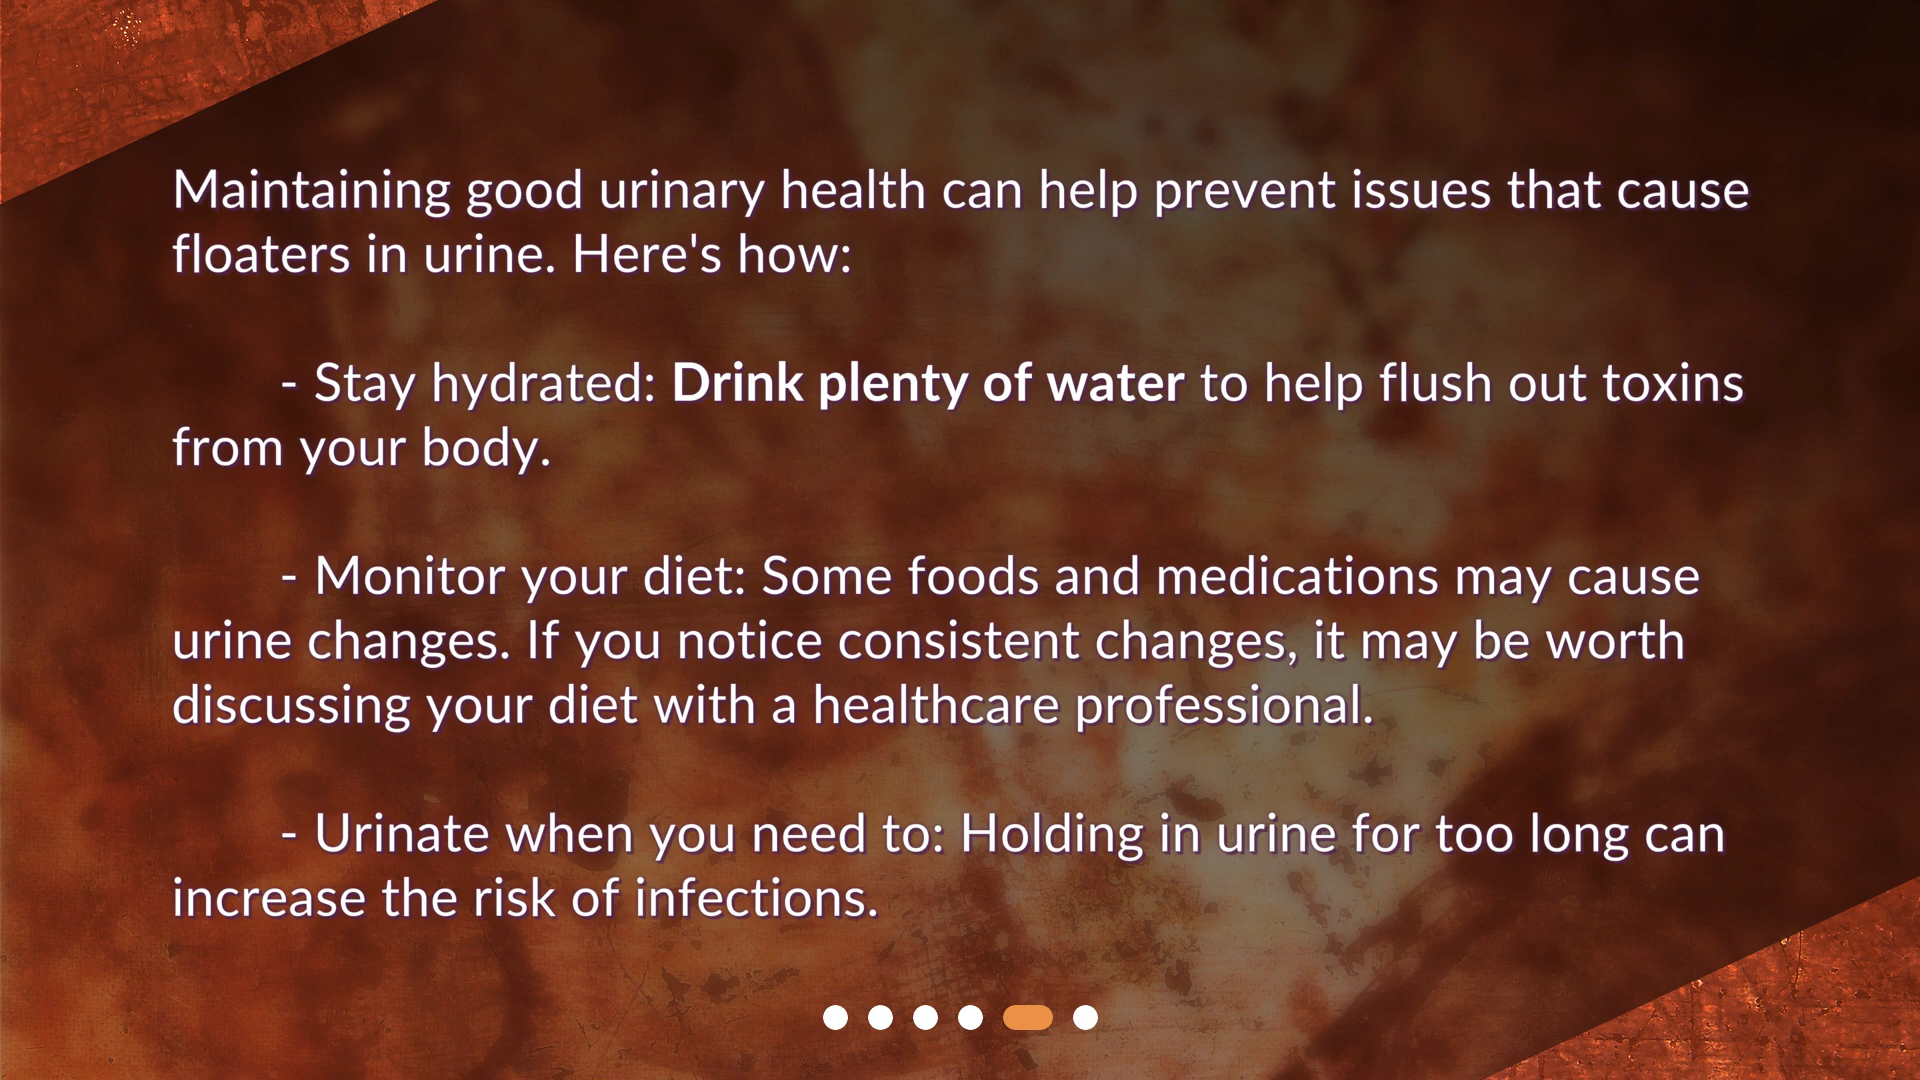 Maintaining good urinary health can help prevent issues that cause
floaters in urine. Here's how:
- Stay hydrated: Drink plenty of water to help flush out toxins
from your body.
- Monitor your diet: Some foods and medications may cause
urine changes. If you notice consistent changes, it may be worth
discussing your diet with a healthcare professional.
- Urinate when you need to: Holding in urine for too long can
increase the risk of infections.